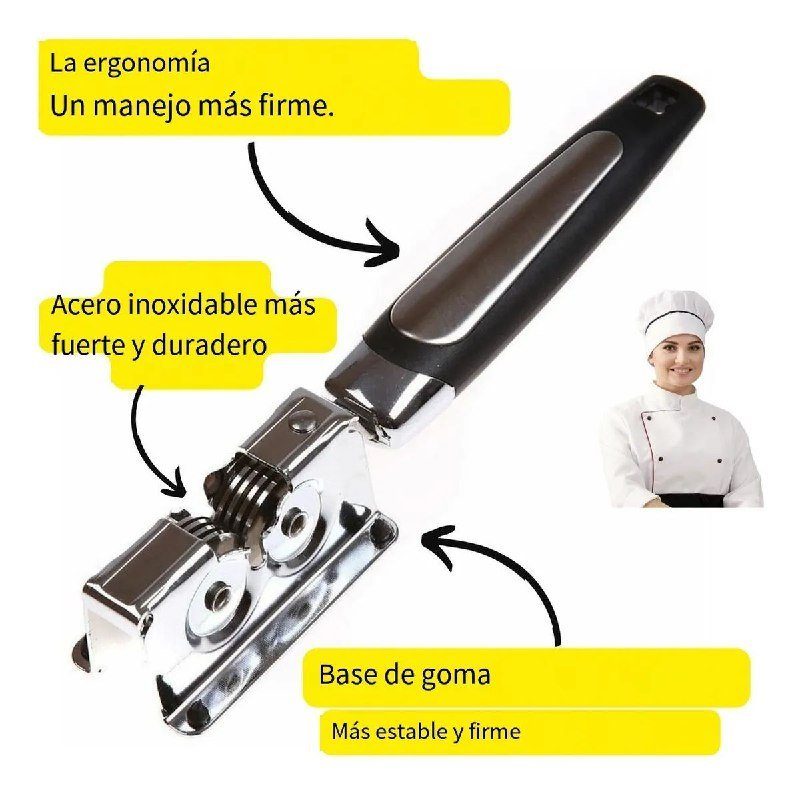 La ergonomía
Un manejo más firme.
Acero inoxidable más
fuerte y duradero
Base de goma
Más estable y firme